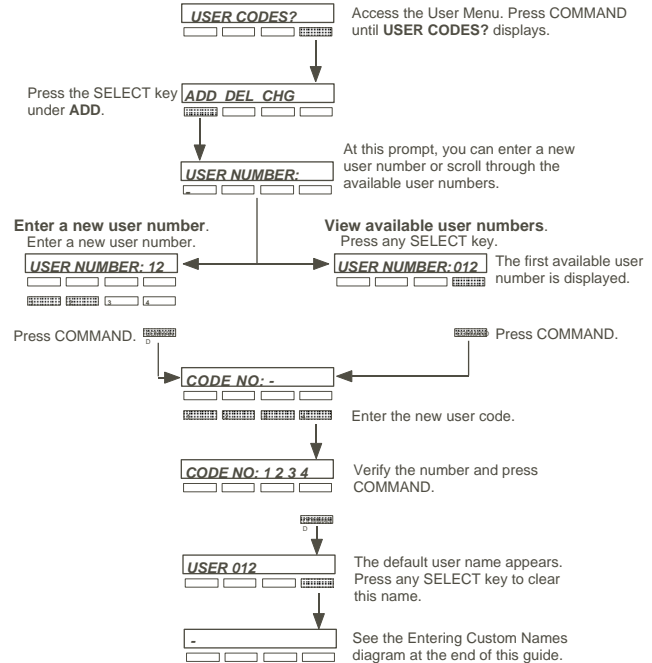 USER CODES?
Access the User Menu. Press COMMAND
until USER CODES? displays.
Press the SELECT key
under ADD.
ADD DEL CHG
At this prompt, you can enter a new
user number or scroll through the
available user numbers.
USER NUMBER:
-
Enter a new user number.
Enter a new user number.
USER NUMBER: 12
3 4
View available user numbers.
Press any SELECT key.
USER NUMBER: 012
The first available user
number is displayed.
Press COMMAND.
D
Press COMMAND.
CODE NO: -
Enter the new user code.
CODE NO: 1 2 3 4
Verify the number and press
COMMAND.
D
USER 012
The default user name appears.
Press any SELECT key to clear
this name.
-
See the Entering Custom Names
diagram at the end of this guide.